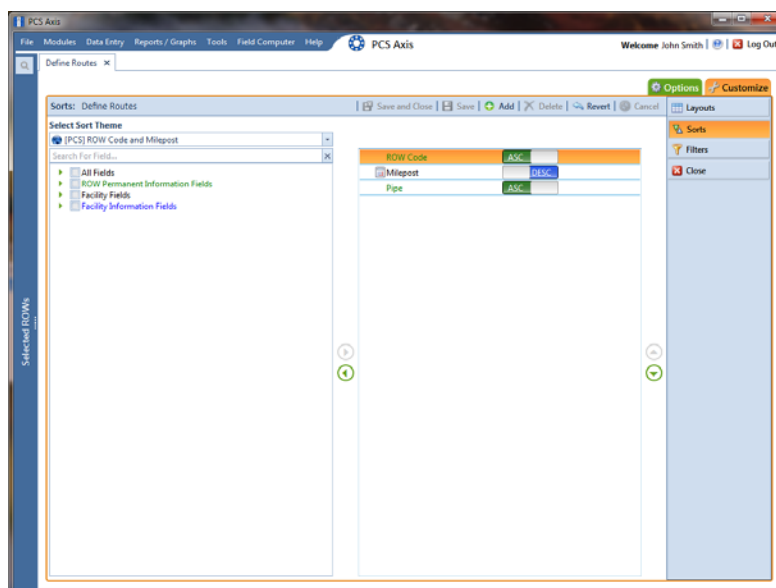 PCS Axis
File Modules Data Entry Reports / Graphs Tools Field Computer Help PCS Axis Welcome John Smith | | Log Out
Define Routes ×
Options Customize
Sorts: Define Routes | Save and Close | Save | Add | Delete | Revert | Cancel
Layouts
Select Sort Theme
Sorts
[PCS] ROW Code and Milepost
Search For Field...
ROW Code ASC
Filters
All Fields
Milepost DESC
Close
ROW Permanent Information Fields
Pipe ASC
Facility Fields
Facility Information Fields
Selected ROWs